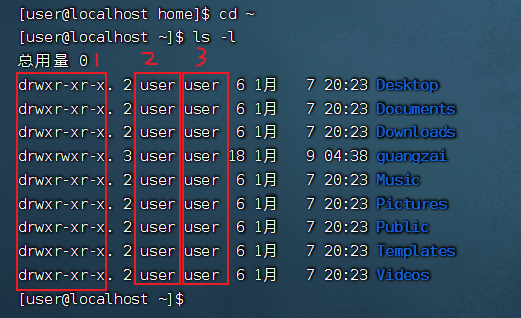 [user@localhost home]$ cd ~
[user@localhost ~]$ ls -l
总用量 0 1 2 3
drwxr-xr-x. 2 user user 6 1月 7 20:23 Desktop
drwxr-xr-x. 2 user user 6 1月 7 20:23 Documents
drwxr-xr-x. 2 user user 6 1月 7 20:23 Downloads
drwxrwxr-x. 3 user user 18 1月 9 04:38 guangzai
drwxr-xr-x. 2 user user 6 1月 7 20:23 Music
drwxr-xr-x. 2 user user 6 1月 7 20:23 Pictures
drwxr-xr-x. 2 user user 6 1月 7 20:23 Public
drwxr-xr-x. 2 user user 6 1月 7 20:23 Templates
drwxr-xr-x. 2 user user 6 1月 7 20:23 Videos
[user@localhost ~]$